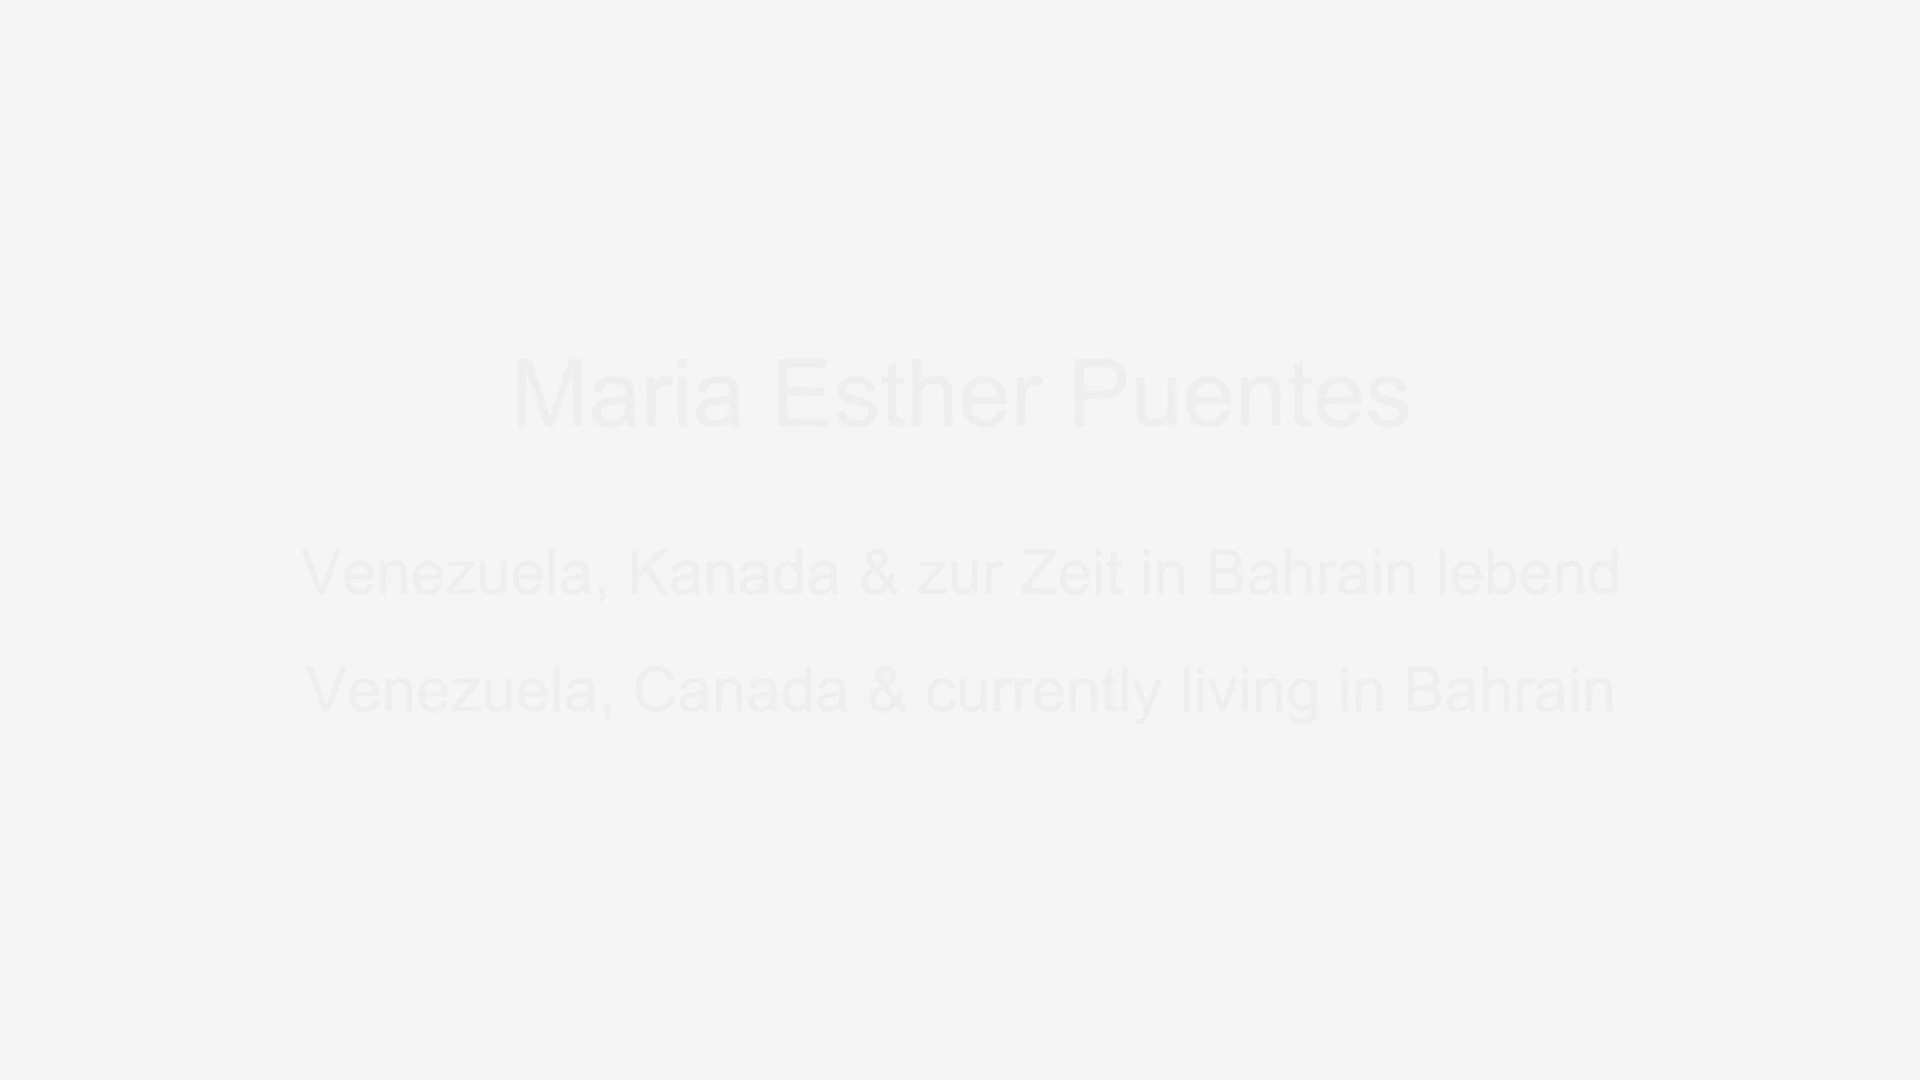 Maria Esther Puentes
Venezuela, Kanada & zur Zeit in Bahrain lebend
Venezuela, Canada & currently living in Bahrain